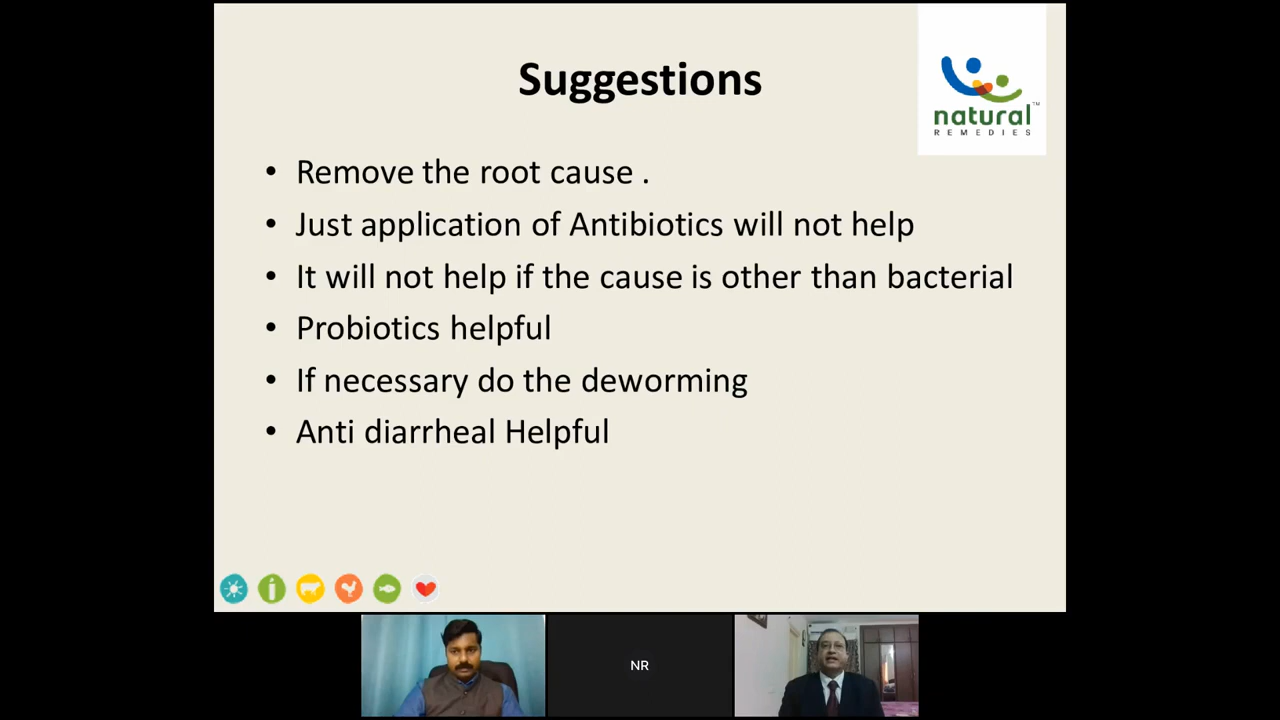 Suggestions
natural™
REMEDIES
• Remove the root cause .
• Just application of Antibiotics will not help
• It will not help if the cause is other than bacterial
• Probiotics helpful
• If necessary do the deworming
• Anti diarrheal Helpful
NR